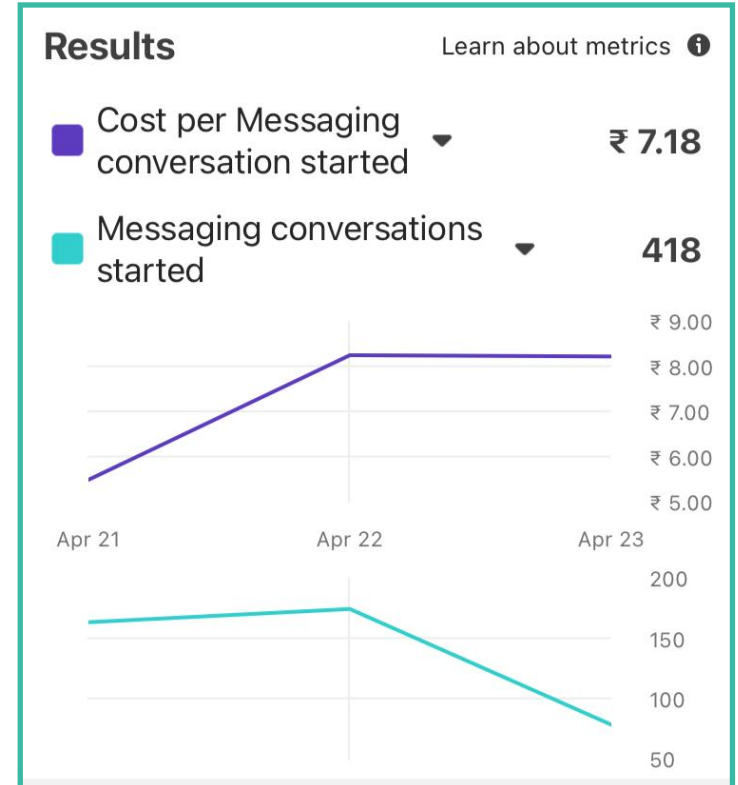 Results
Learn about metrics
Cost per Messaging
conversation started
₹ 7.18
Messaging conversations
started
418
₹ 9.00
₹ 8.00
₹ 7.00
₹ 6.00
₹ 5.00
Apr 21
Apr 22
Apr 23
200
150
100
50